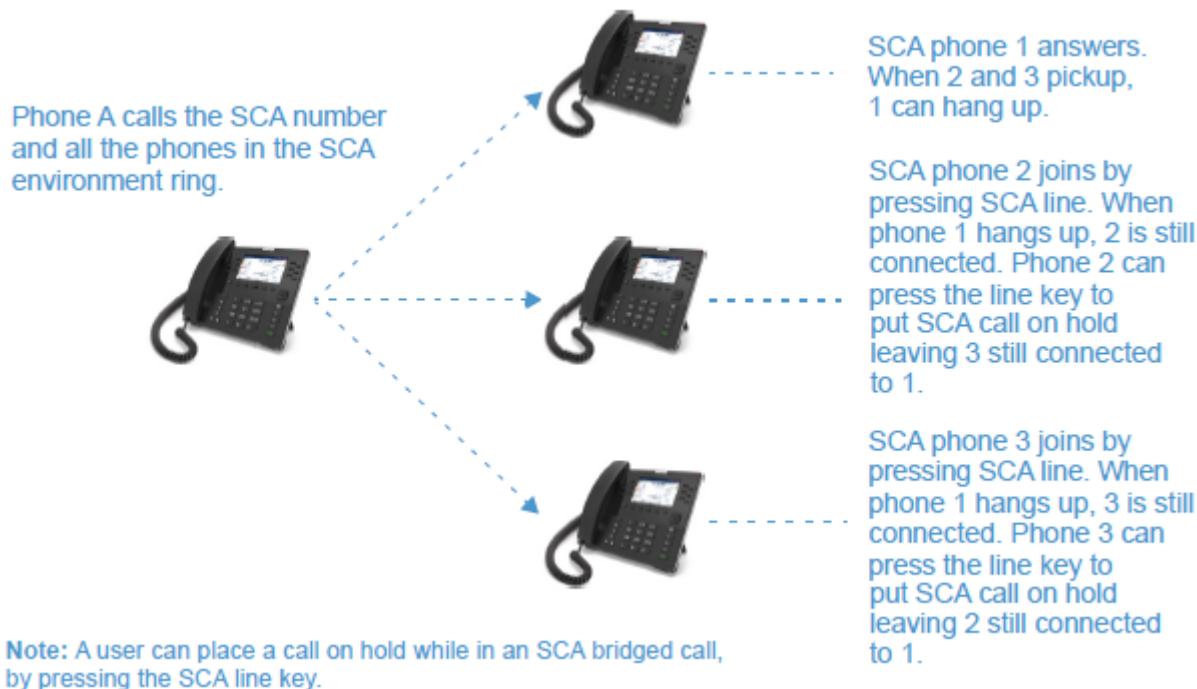 Phone A calls the SCA number
and all the phones in the SCA
environment ring.
SCA phone 1 answers.
When 2 and 3 pickup,
1 can hang up.
SCA phone 2 joins by
pressing SCA line. When
phone 1 hangs up, 2 is still
connected. Phone 2 can
press the line key to
put SCA call on hold
leaving 3 still connected
to 1.
SCA phone 3 joins by
pressing SCA line. When
phone 1 hangs up, 3 is still
connected. Phone 3 can
press the line key to
put SCA call on hold
leaving 2 still connected
to 1.
Note: A user can place a call on hold while in an SCA bridged call,
by pressing the SCA line key.